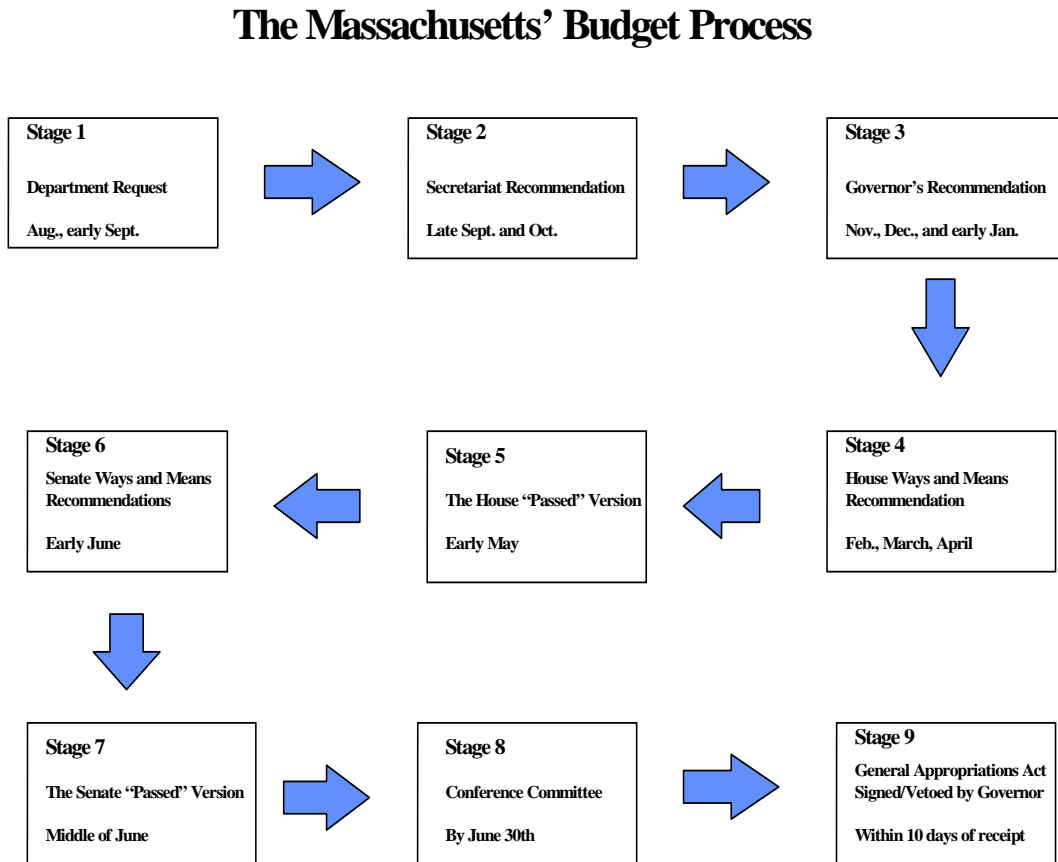 The Massachusetts’ Budget Process
Stage 1
Department Request
Aug., early Sept.
Stage 2
Secretariat Recommendation
Late Sept. and Oct.
Stage 3
Governor’s Recommendation
Nov., Dec., and early Jan.
Stage 4
House Ways and Means
Recommendation
Feb., March, April
Stage 5
The House “Passed” Version
Early May
Stage 6
Senate Ways and Means
Recommendations
Early June
Stage 7
The Senate “Passed” Version
Middle of June
Stage 8
Conference Committee
By June 30th
Stage 9
General Appropriations Act
Signed/Vetoed by Governor
Within 10 days of receipt